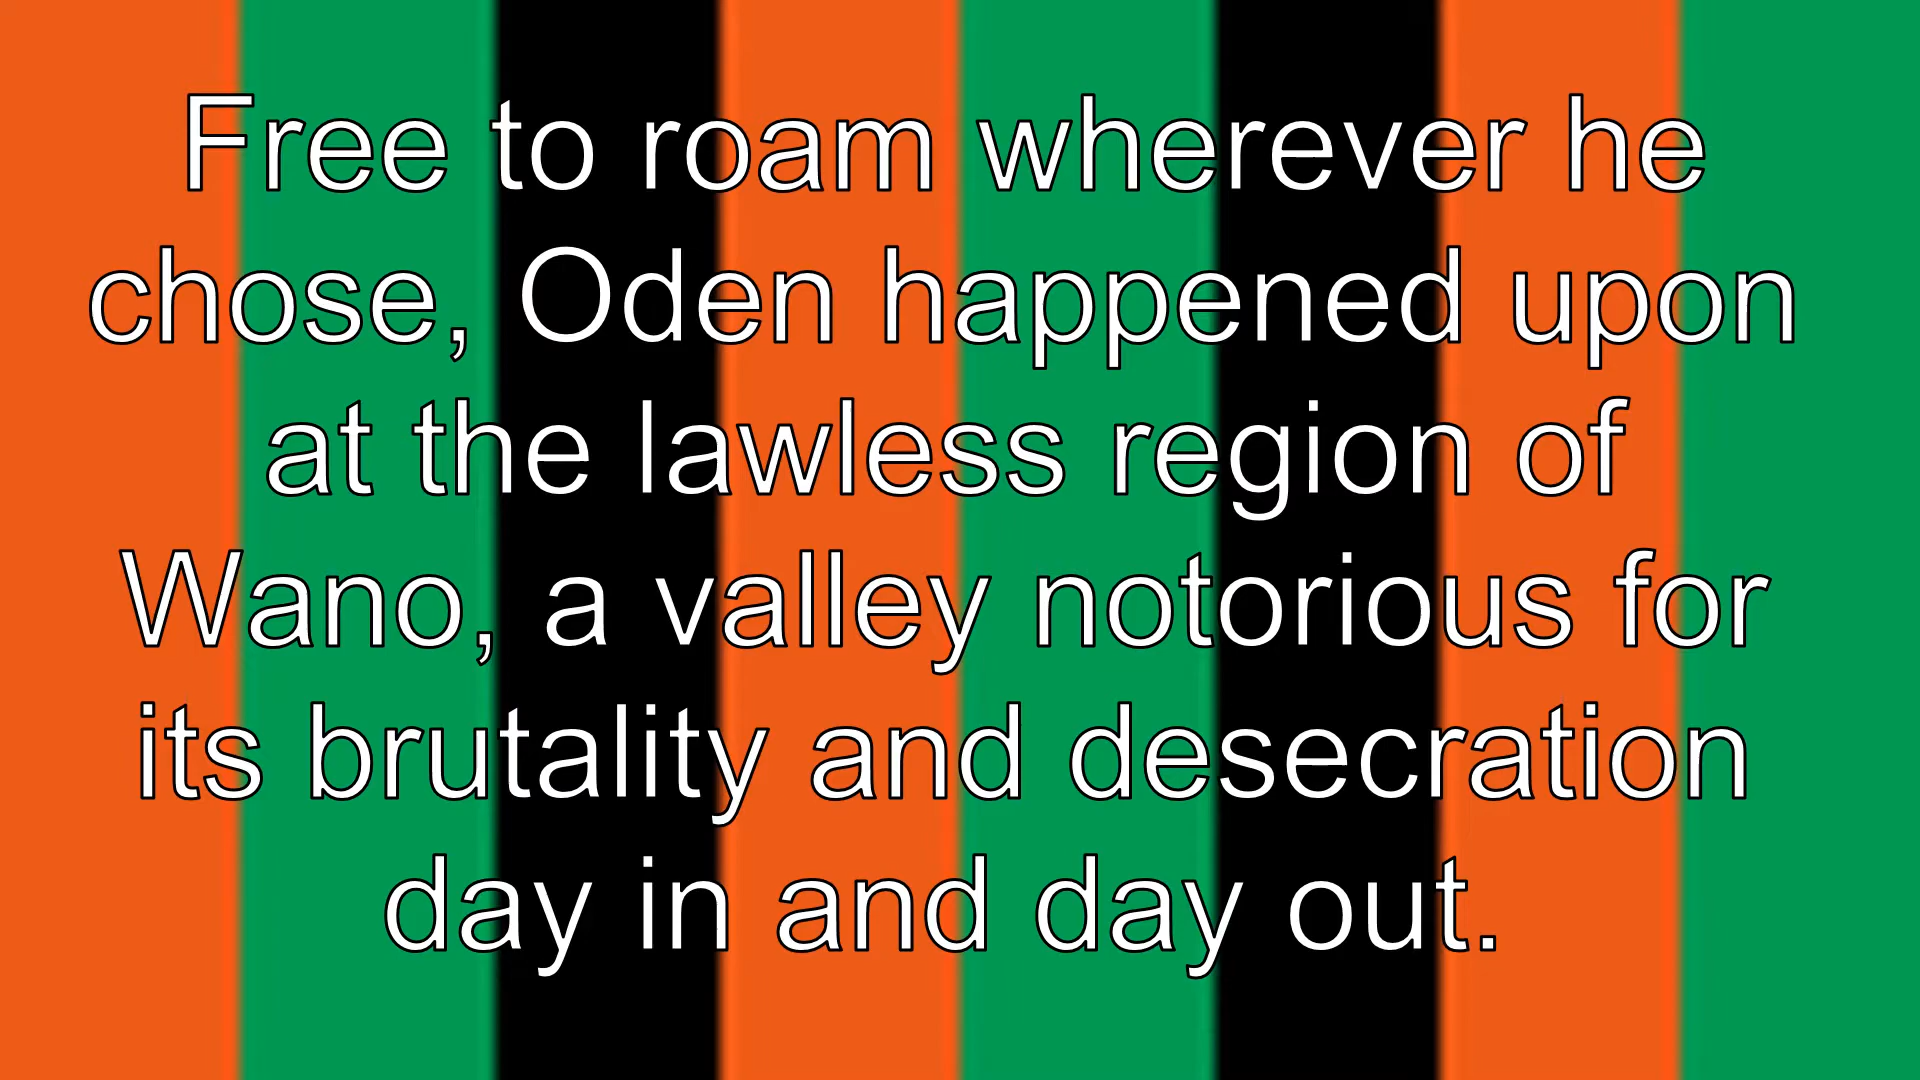 Free to roam wherever he
chose, Oden happened upon
at the lawless region of
Wano, a valley notorious for
its brutality and desecration
day in and day out.